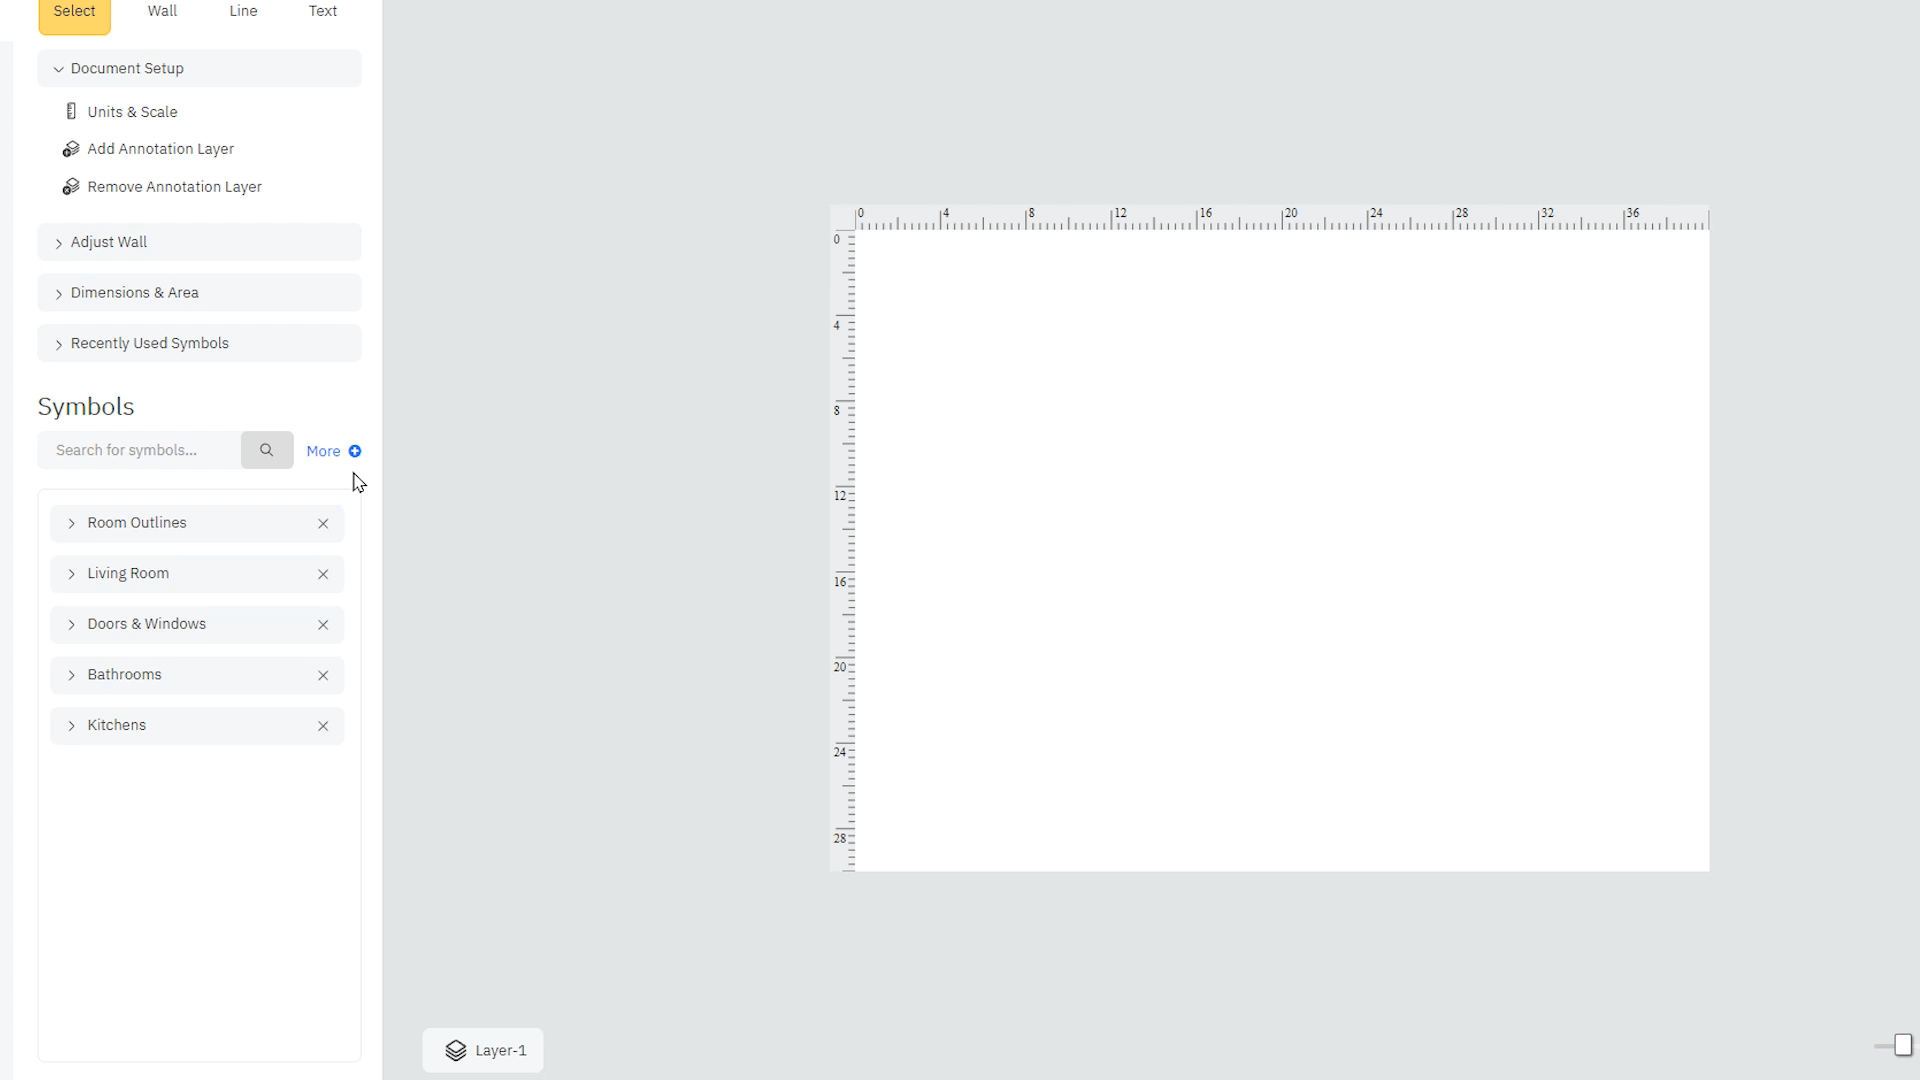 Select Wall Line Text
Document Setup
Units & Scale
Add Annotation Layer
Remove Annotation Layer
Adjust Wall
Dimensions & Area
Recently Used Symbols
Symbols
Search for symbols... More
Room Outlines
Living Room
Doors & Windows
Bathrooms
Kitchens
0 4 8 12 16 20 24 28 32 36
0
4
8
12
16
20
24
28
Layer-1